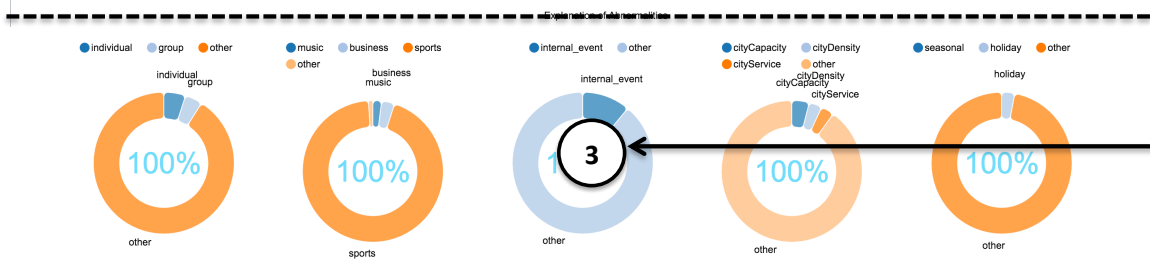 Explanation of Abnormalities
individual group other
music business sports
other
internal_event other
cityCapacity cityDensity
cityService other
seasonal holiday other
individual
group
100%
other
business
music
100%
sports
internal_event
1
3
other
cityDensity
cityCapacity
cityService
100%
other
holiday
100%
other